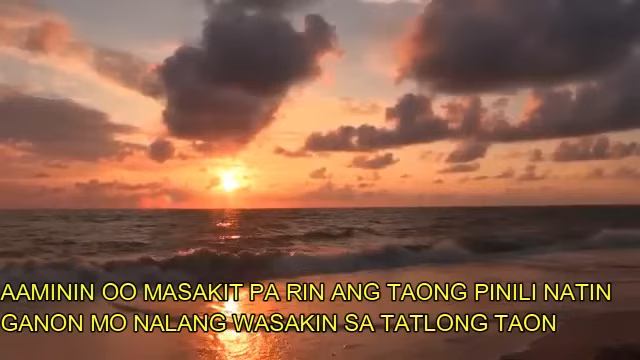 AAMININ OO MASAKIT PA RIN ANG TAONG PINILI NATIN
GANON MO NALANG WASAKIN SA TATLONG TAON